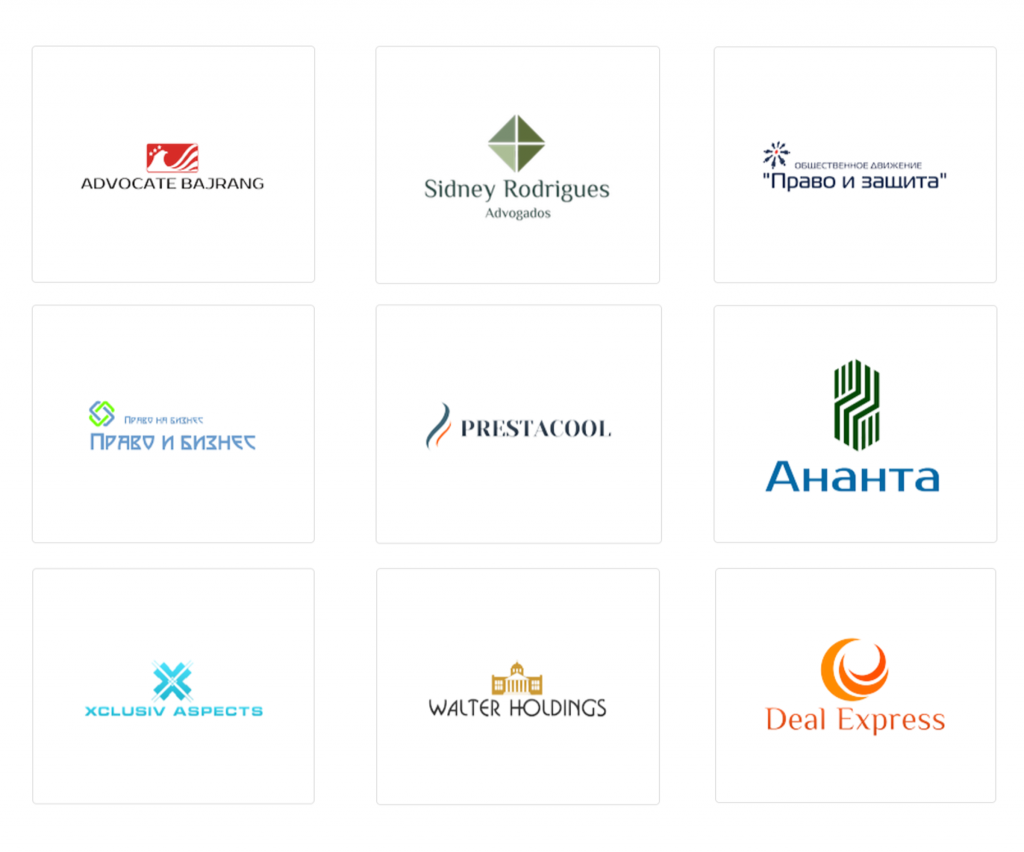 ADVOCATE BAJRANG
Sidney Rodrigues
Advogados
ОБЩЕСТВЕННОЕ ДВИЖЕНИЕ
"Право и защита"
Право на бизнес
Право и бизнес
PRESTACOOL
Ананта
XCLUSIV ASPECTS
WALTER HOLDINGS
Deal Express